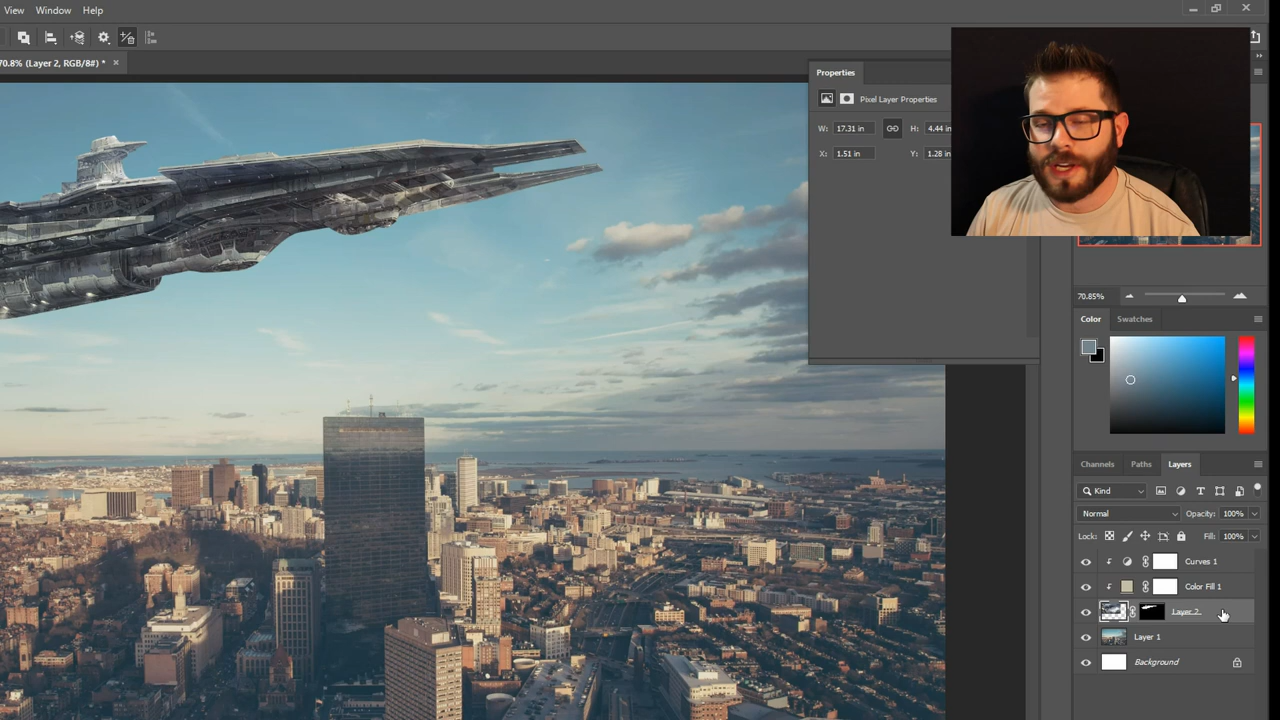 View Window Help
70.8% (Layer 2, RGB/8#) * ×
Properties
Pixel Layer Properties
W: 17.31 in H: 4.44 in
X: 1.51 in Y: 1.28 in
70.85%
Color Swatches
Channels Paths Layers
Kind
Normal Opacity: 100%
Lock: Fill: 100%
Curves 1
Color Fill 1
Layer 2
Layer 1
Background